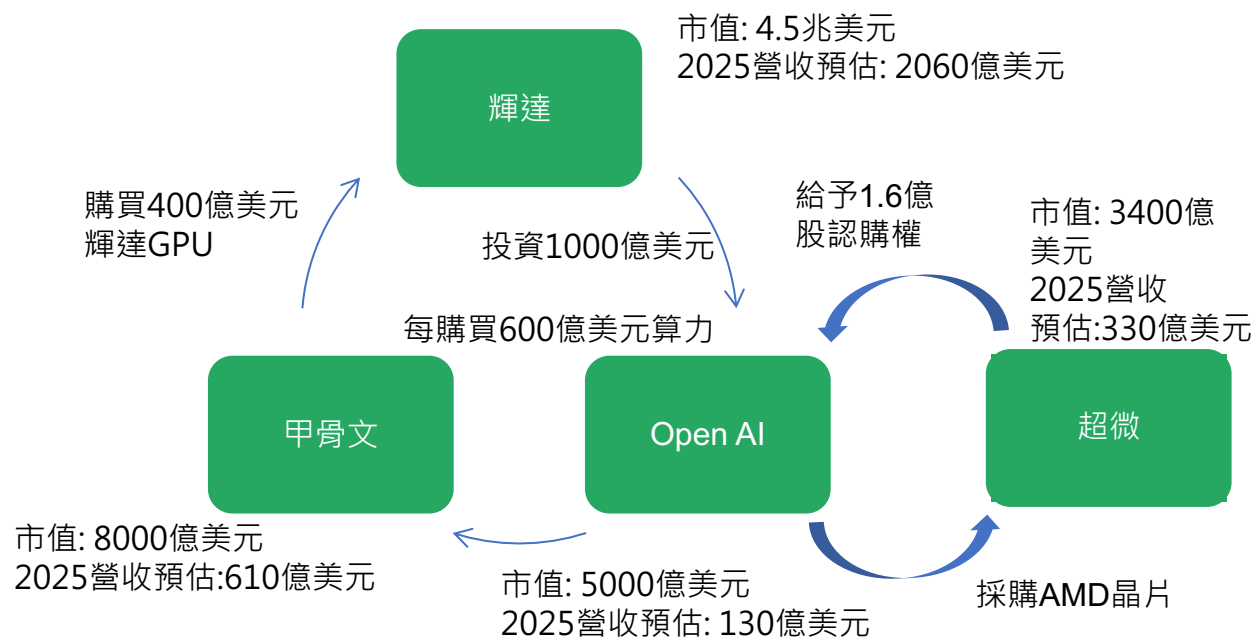 市值: 4.5兆美元
2025營收預估: 2060億美元
輝達
購買400億美元
輝達GPU
投資1000億美元
給予1.6億
股認購權
市值: 3400億
美元
2025營收
預估:330億美元
每購買600億美元算力
甲骨文
Open AI
超微
市值: 8000億美元
2025營收預估:610億美元
市值: 5000億美元
2025營收預估: 130億美元
採購AMD晶片